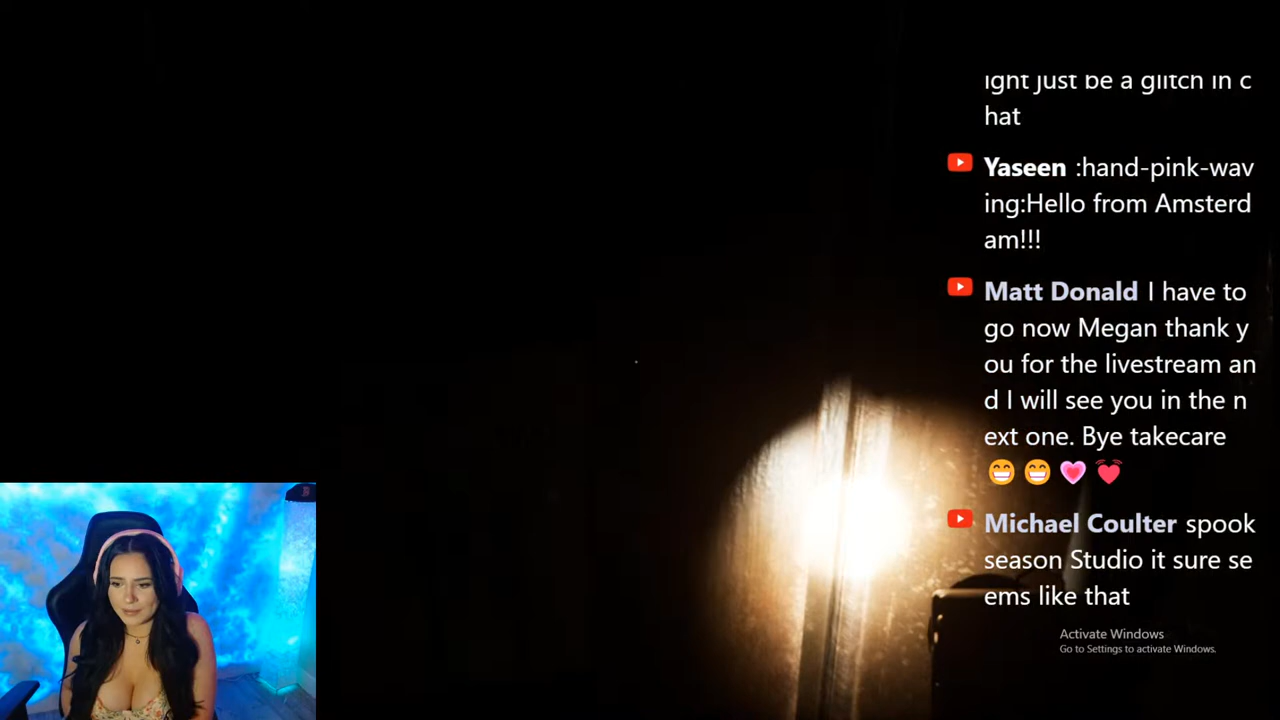 ight just be a glitch in c
hat
Yaseen :hand-pink-wav
ing:Hello from Amsterd
am!!!
Matt Donald I have to
go now Megan thank y
ou for the livestream an
d I will see you in the n
ext one. Bye takecare
😁😁💗💓
Michael Coulter spook
season Studio it sure se
ems like that
Activate Windows
Go to Settings to activate Windows.